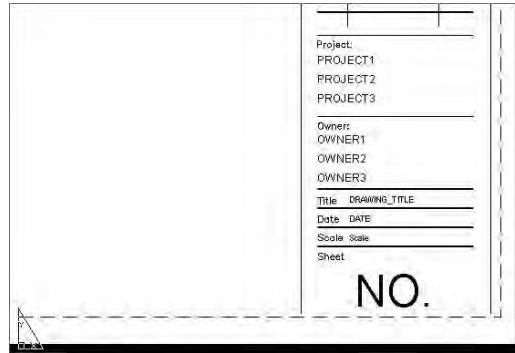 Project:
PROJECT1
PROJECT2
PROJECT3
Owner:
OWNER1
OWNER2
OWNER3
Title DRAWING_TITLE
Date DATE
Scale Scale
Sheet
NO.
Y
X